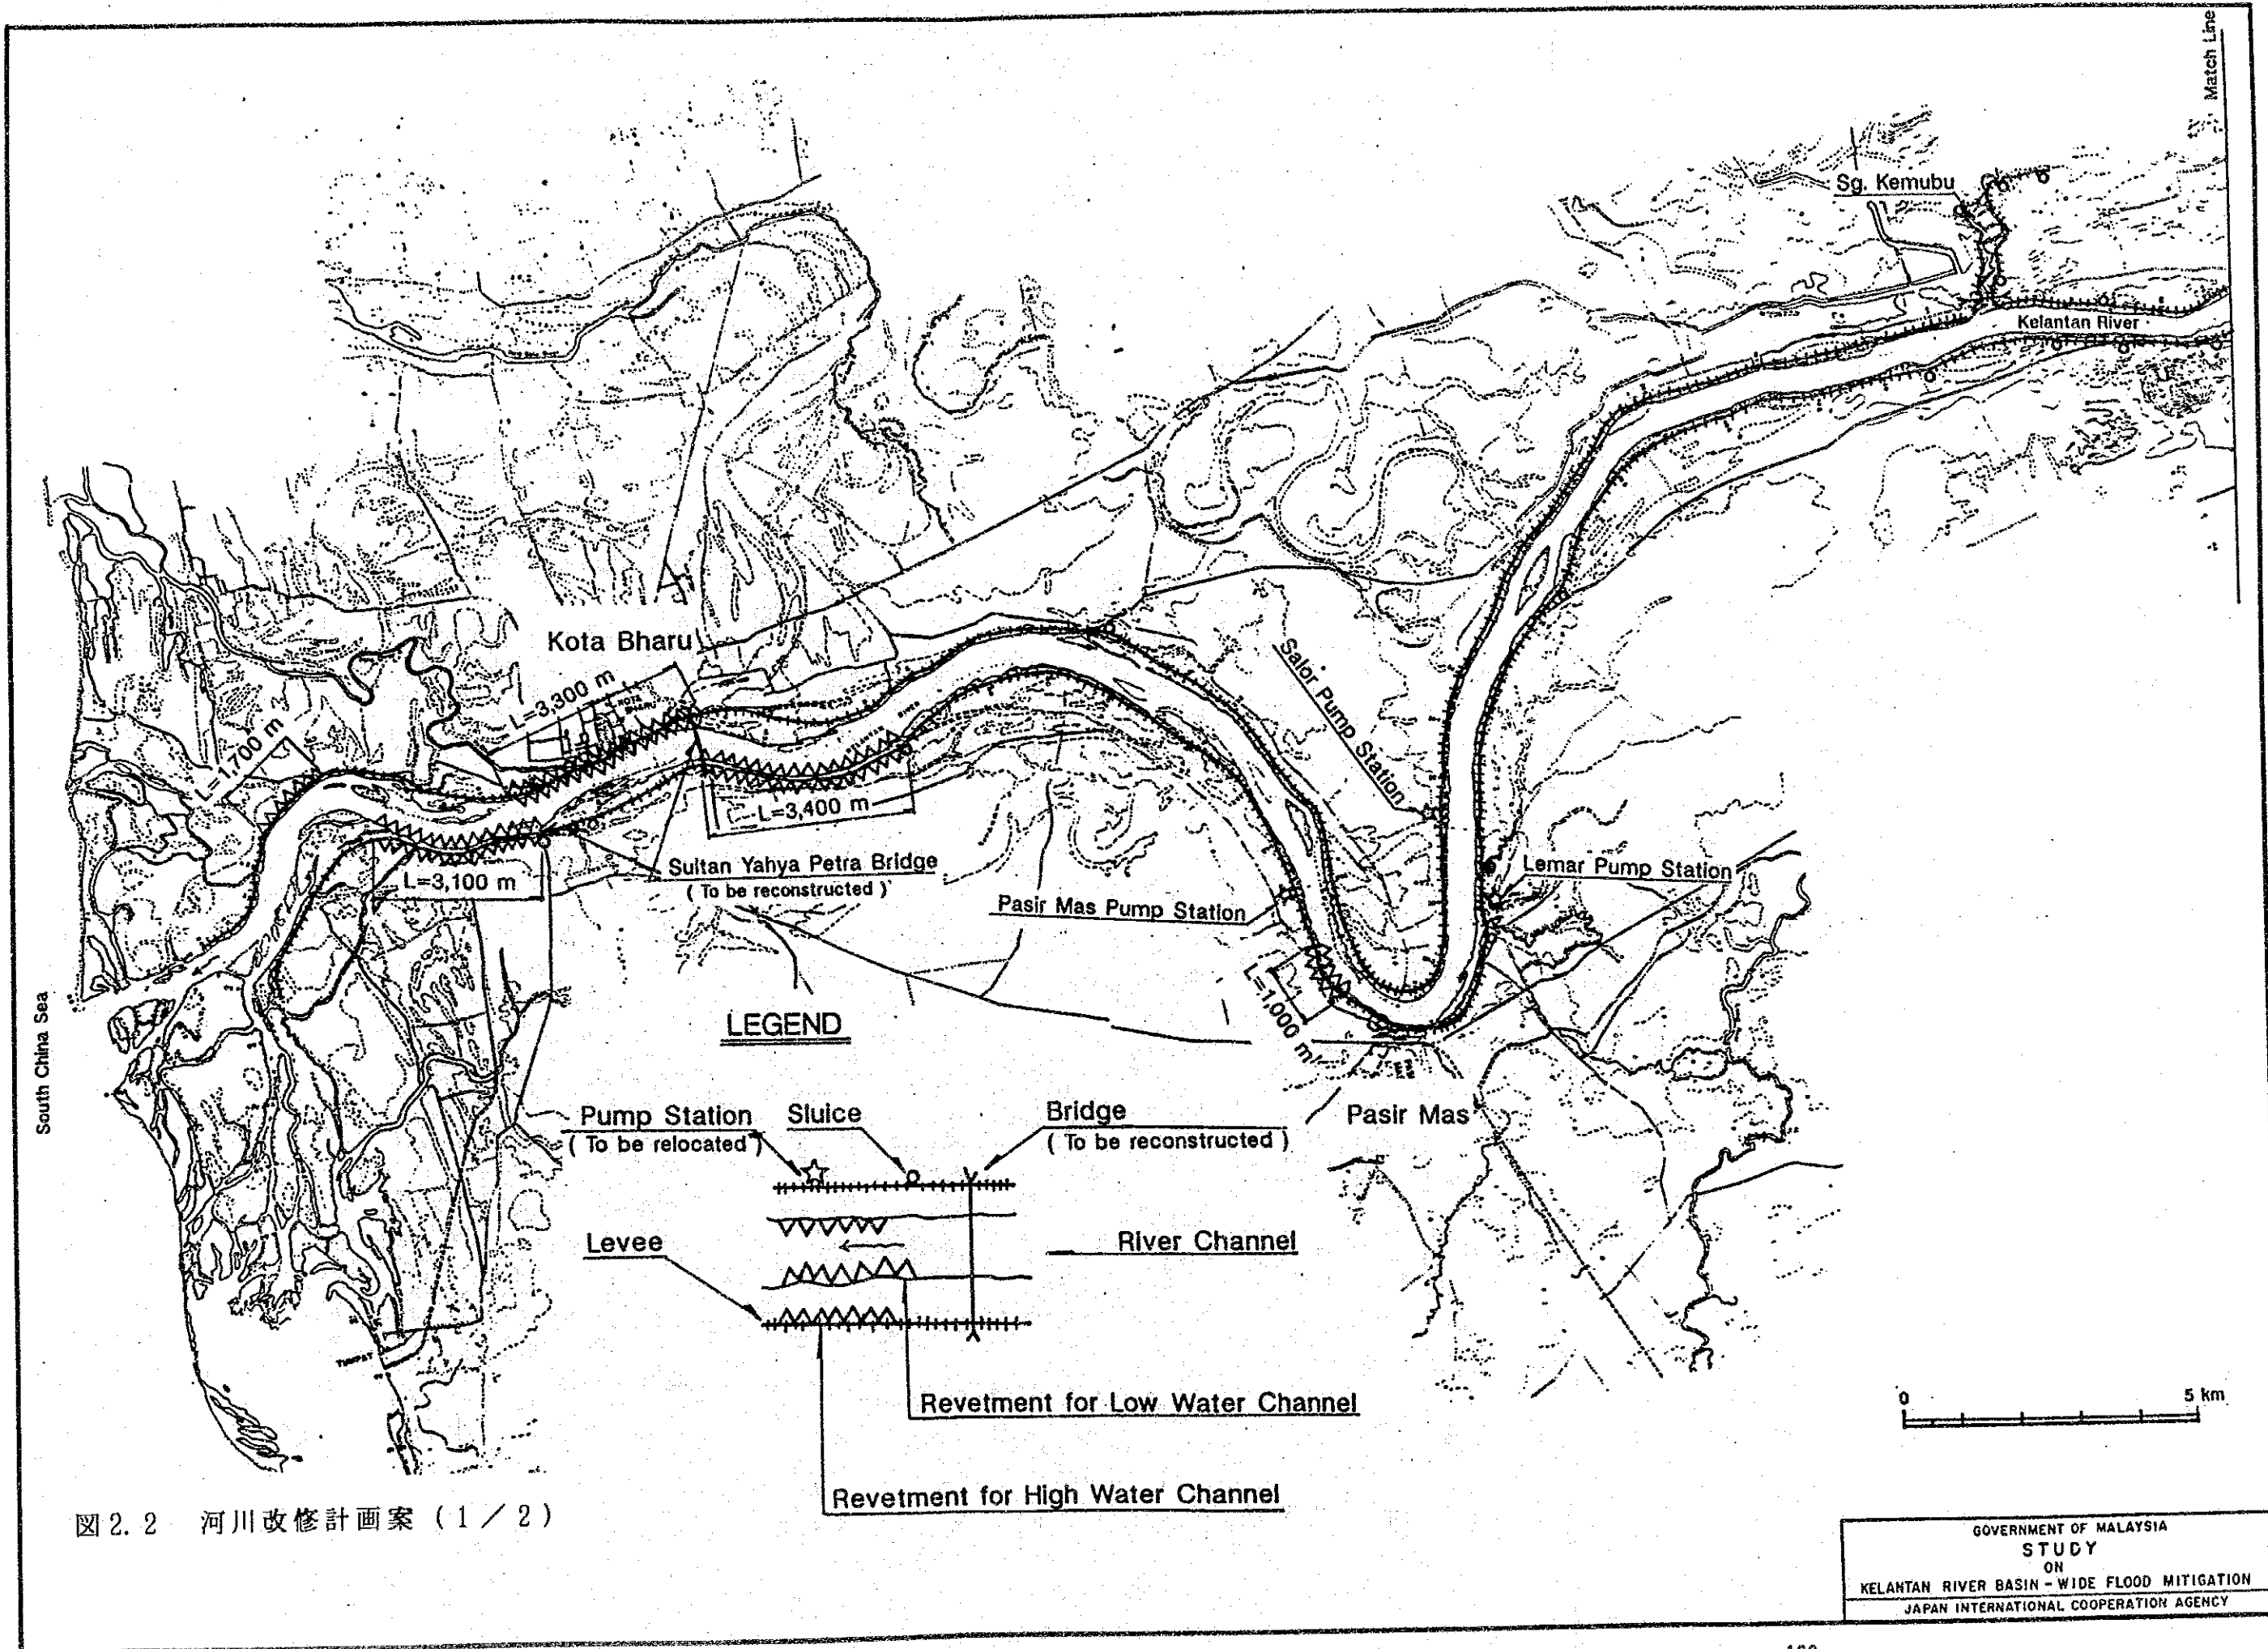 Match Line
Sg. Kemubu
Kelantan River
Kota Bharu
L=3,300 m
L=1,700 m
L=3,400 m
L=3,100 m
Salor Pump Station
Sultan Yahya Petra Bridge
( To be reconstructed )
Lemar Pump Station
Pasir Mas Pump Station
L=1,000 m
South China Sea
Pasir Mas
LEGEND
Pump Station
( To be relocated )
Sluice
Bridge
( To be reconstructed )
Levee
River Channel
Revetment for Low Water Channel
Revetment for High Water Channel
TUMPAT
0 5 km
図2.2 河川改修計画案 (1／2)
GOVERNMENT OF MALAYSIA
STUDY
ON
KELANTAN RIVER BASIN - WIDE FLOOD MITIGATION
JAPAN INTERNATIONAL COOPERATION AGENCY